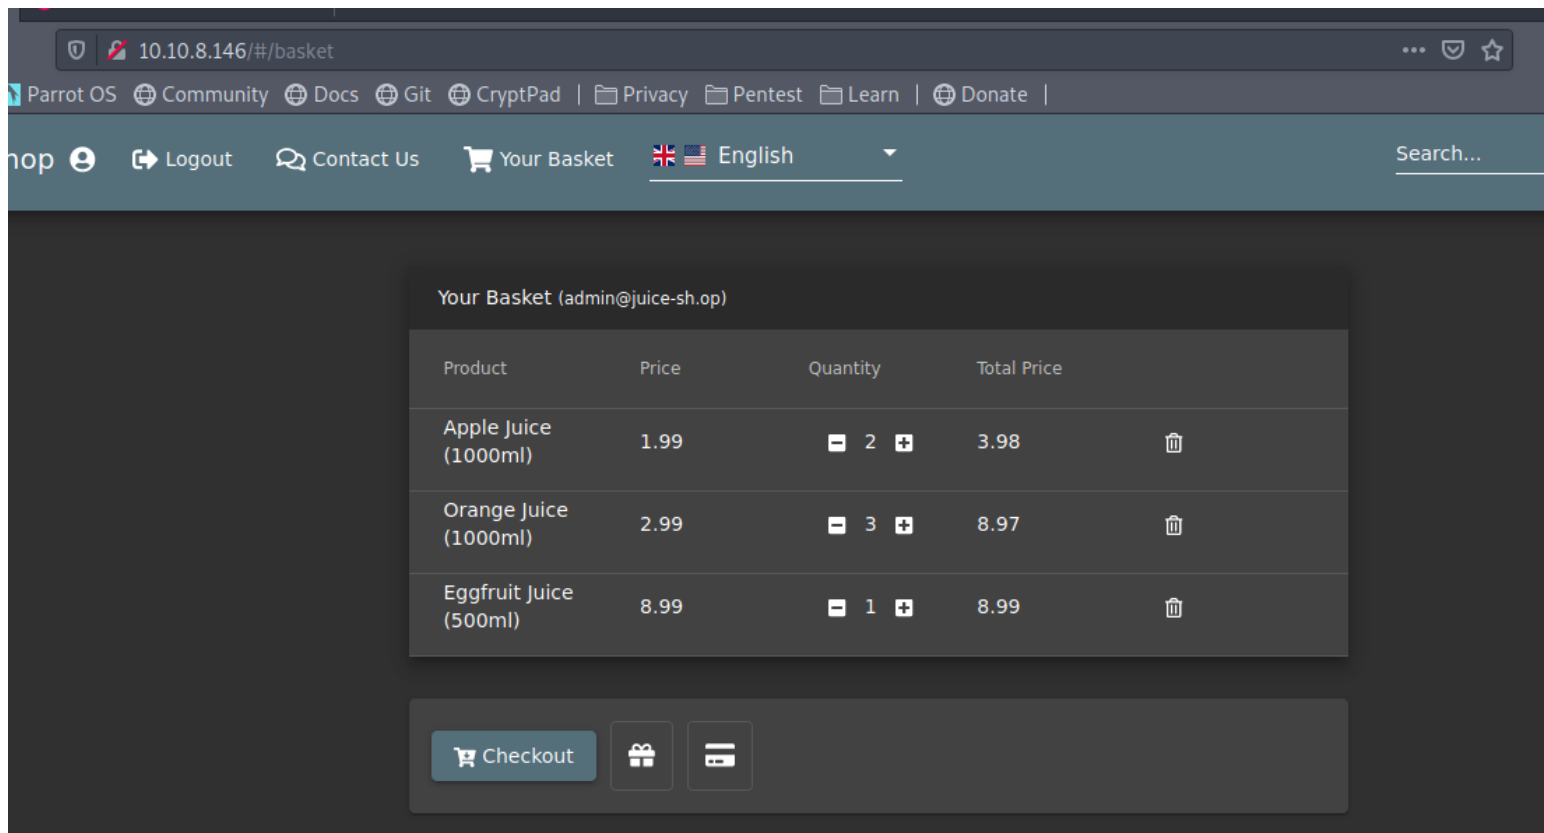 10.10.8.146/#/basket
Parrot OS Community Docs Git CryptPad | Privacy Pentest Learn | Donate |
Logout Contact Us Your Basket English Search...
Your Basket (admin@juice-sh.op)
Product Price Quantity Total Price
Apple Juice
(1000ml) 1.99 2 3.98
Orange Juice
(1000ml) 2.99 3 8.97
Eggfruit Juice
(500ml) 8.99 1 8.99
Checkout